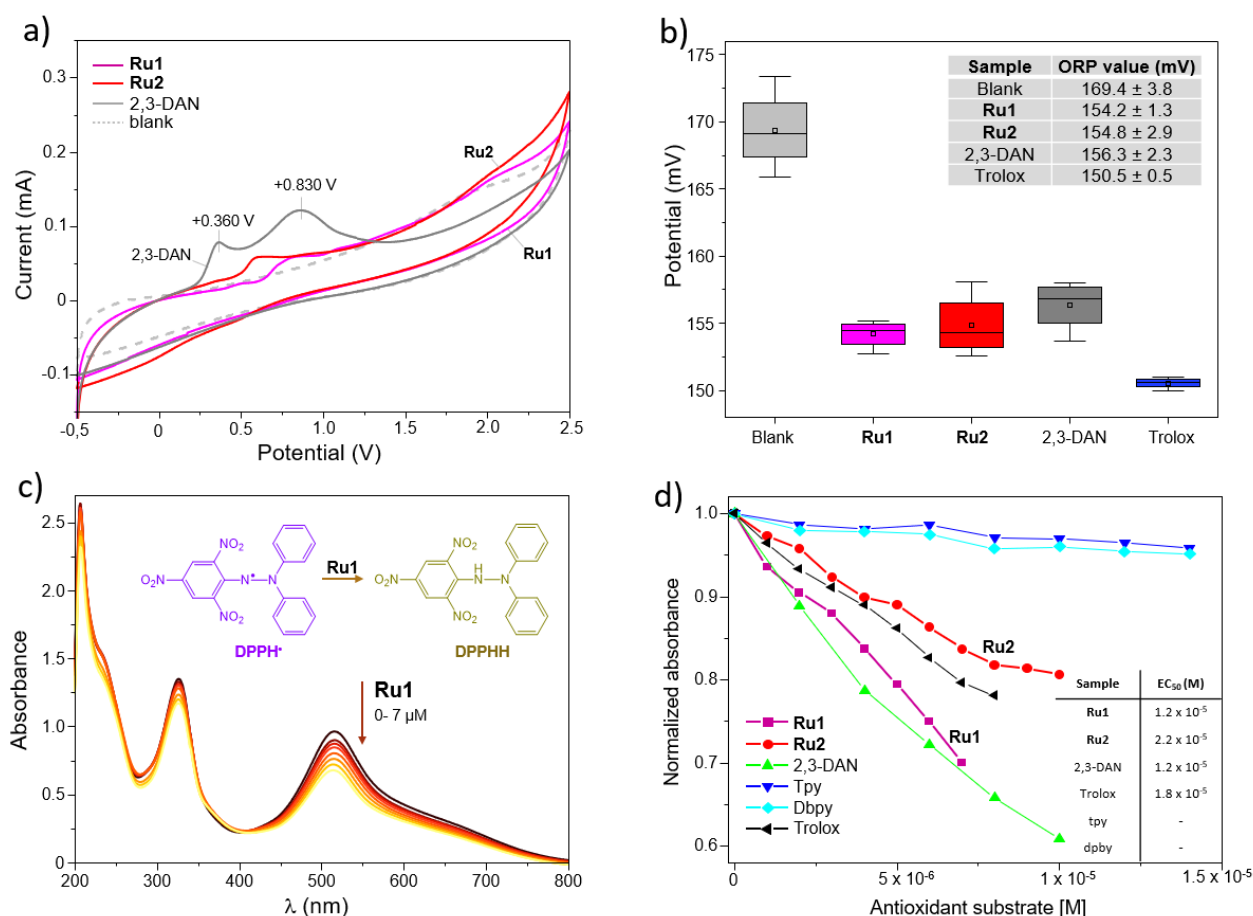 a)
Current (mA)
0.3
0.2
0.1
0
-0.1
Ru1
Ru2
2,3-DAN
blank
Ru2
+0.830 V
+0.360 V
2,3-DAN
Ru1
-0,5
0
0.5
1.0
1.5
2.0
2.5
Potential (V)
b)
Potential (mV)
175
170
165
160
155
150
Sample ORP value (mV)
Blank 169.4 ± 3.8
Ru1 154.2 ± 1.3
Ru2 154.8 ± 2.9
2,3-DAN 156.3 ± 2.3
Trolox 150.5 ± 0.5
Blank
Ru1
Ru2
2,3-DAN
Trolox
c)
Absorbance
2.5
2.0
1.5
1.0
0.5
0
NO2
O2N
N•
N
NO2
DPPH•
Ru1
NO2
O2N
H
N
N
NO2
DPPHH
Ru1
0- 7 µM
200
300
400
500
600
700
800
λ (nm)
d)
Normalized absorbance
1.0
0.9
0.8
0.7
0.6
Ru2
Ru1
Ru1
Ru2
2,3-DAN
Tpy
Dbpy
Trolox
Sample EC50 (M)
Ru1 1.2 x 10-5
Ru2 2.2 x 10-5
2,3-DAN 1.2 x 10-5
Trolox 1.8 x 10-5
tpy -
dpby -
0
5 x 10-6
1 x 10-5
1.5 x 10-5
Antioxidant substrate [M]